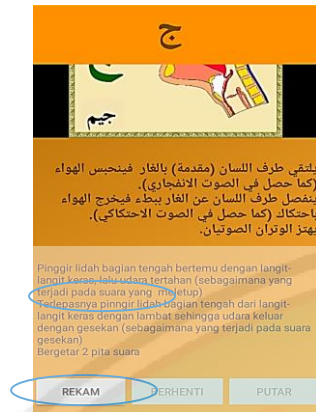 ج
جيم
يلتقي طرف اللسان (مقدمة) بالغار فينحبس الهواء
(كما حصل في الصوت الانفجاري).
ينفصل طرف اللسان عن الغار ببطء فيخرج الهواء
باحتكاك (كما حصل في الصوت الاحتكاكي).
يهتز الوتران الصوتيان.
Pinggir lidah bagian tengah bertemu dengan langit-
langit keras, lalu udara tertahan (sebagaimana yang
terjadi pada suara yang meletup)
Terlepasnya pinngir lidah bagian tengah dari langit-
langit keras dengan lambat sehingga udara keluar
dengan gesekan (sebagaimana yang terjadi pada suara
gesekan)
Bergetar 2 pita suara
REKAM BERHENTI PUTAR